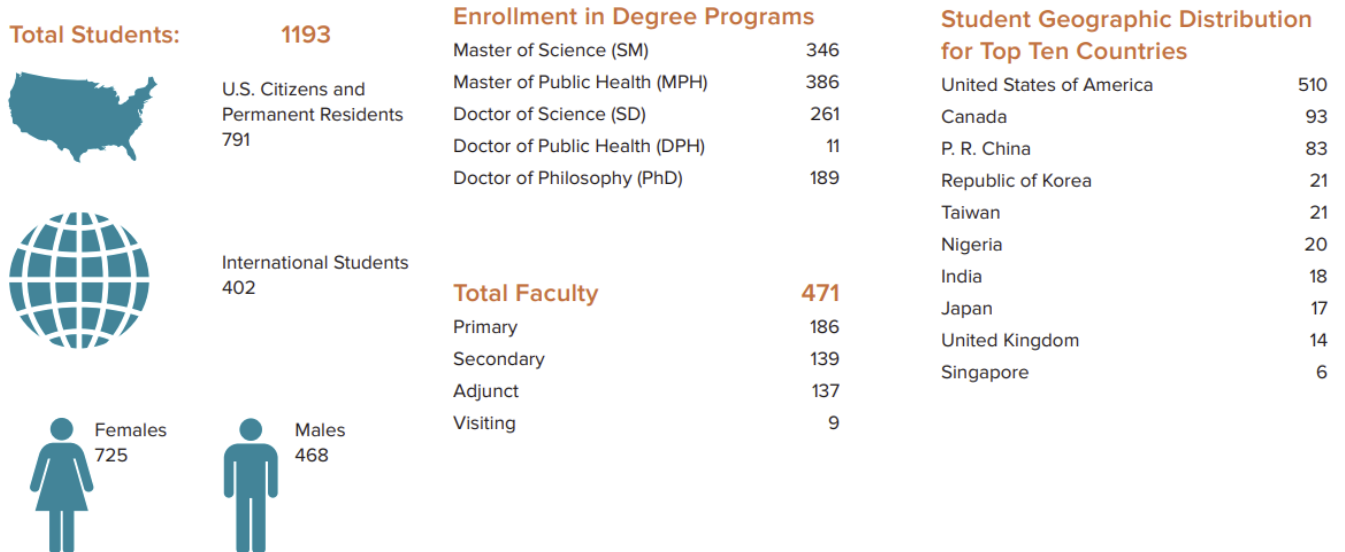 Total Students: 1193
U.S. Citizens and
Permanent Residents
791
International Students
402
Females
725
Males
468
Enrollment in Degree Programs
Master of Science (SM) 346
Master of Public Health (MPH) 386
Doctor of Science (SD) 261
Doctor of Public Health (DPH) 11
Doctor of Philosophy (PhD) 189
Total Faculty 471
Primary 186
Secondary 139
Adjunct 137
Visiting 9
Student Geographic Distribution
for Top Ten Countries
United States of America 510
Canada 93
P. R. China 83
Republic of Korea 21
Taiwan 21
Nigeria 20
India 18
Japan 17
United Kingdom 14
Singapore 6